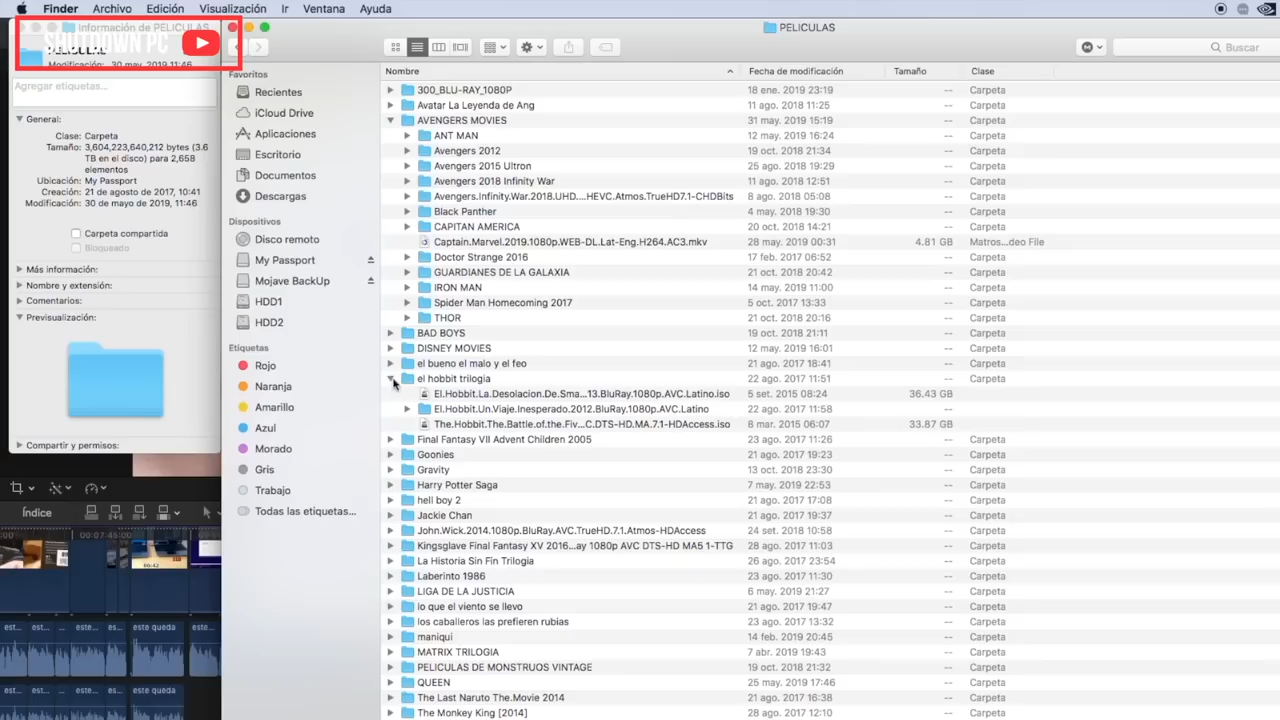 Finder Archivo Edición Visualización Ir Ventana Ayuda
Información de PELICULAS
SHUTDOWN PC
PELICULAS
Modificación: 30 may. 2019 11:46
Agregar etiquetas...
General:
Clase: Carpeta
Tamaño: 3,604,223,640,212 bytes (3.6
TB en el disco) para 2,658
elementos
Ubicación: My Passport
Creación: 21 de agosto de 2017, 10:41
Modificación: 30 de mayo de 2019, 11:46
Carpeta compartida
Bloqueado
Más información:
Nombre y extensión:
Comentarios:
Previsualización:
Compartir y permisos:
Índice
00:07:45:00
00:42
est... est... ... este... este... este queda este...
est... est... ... este... este... este queda
PELICULAS
Buscar
Favoritos
Recientes
iCloud Drive
Aplicaciones
Escritorio
Documentos
Descargas
Dispositivos
Disco remoto
My Passport
Mojave BackUp
HDD1
HDD2
Etiquetas
Rojo
Naranja
Amarillo
Azul
Morado
Gris
Trabajo
Todas las etiquetas...
Nombre Fecha de modificación Tamaño Clase
300_BLU-RAY_1080P 18 ene. 2019 23:19 -- Carpeta
Avatar La Leyenda de Ang 11 ago. 2018 11:25 -- Carpeta
AVENGERS MOVIES 31 may. 2019 15:19 -- Carpeta
ANT MAN 12 may. 2019 16:24 -- Carpeta
Avengers 2012 19 oct. 2018 21:34 -- Carpeta
Avengers 2015 Ultron 25 ago. 2018 19:29 -- Carpeta
Avengers 2018 Infinity War 11 ago. 2018 12:51 -- Carpeta
Avengers.Infinity.War.2018.UHD....HEVC.Atmos.TrueHD7.1-CHDBits 8 ago. 2018 05:08 -- Carpeta
Black Panther 4 may. 2018 19:30 -- Carpeta
CAPITAN AMERICA 20 oct. 2018 14:21 -- Carpeta
Captain.Marvel.2019.1080p.WEB-DL.Lat-Eng.H264.AC3.mkv 28 may. 2019 00:31 4.81 GB Matros...deo File
Doctor Strange 2016 17 feb. 2017 06:52 -- Carpeta
GUARDIANES DE LA GALAXIA 21 oct. 2018 20:42 -- Carpeta
IRON MAN 14 may. 2019 11:00 -- Carpeta
Spider Man Homecoming 2017 5 oct. 2017 13:33 -- Carpeta
THOR 21 oct. 2018 20:16 -- Carpeta
BAD BOYS 19 oct. 2018 21:11 -- Carpeta
DISNEY MOVIES 12 may. 2019 16:01 -- Carpeta
el bueno el malo y el feo 21 ago. 2017 18:41 -- Carpeta
el hobbit trilogia 22 ago. 2017 11:51 -- Carpeta
El.Hobbit.La.Desolacion.De.Sma...13.BluRay.1080p.AVC.Latino.iso 5 set. 2015 08:24 36.43 GB
El.Hobbit.Un.Viaje.Inesperado.2012.BluRay.1080p.AVC.Latino 22 ago. 2017 11:58 -- Carpeta
The.Hobbit.The.Battle.of.the.Fiv...C.DTS-HD.MA.7.1-HDAccess.iso 8 mar. 2015 06:07 33.87 GB
Final Fantasy VII Advent Children 2005 23 ago. 2017 11:26 -- Carpeta
Goonies 21 ago. 2017 19:23 -- Carpeta
Gravity 13 oct. 2018 23:30 -- Carpeta
Harry Potter Saga 7 may. 2019 22:53 -- Carpeta
hell boy 2 21 ago. 2017 17:08 -- Carpeta
Jackie Chan 21 ago. 2017 19:37 -- Carpeta
John.Wick.2014.1080p.BluRay.AVC.TrueHD.7.1.Atmos-HDAccess 24 set. 2018 10:58 -- Carpeta
Kingsglave Final Fantasy XV 2016...ay 1080p AVC DTS-HD MA5 1-TTG 28 ago. 2017 11:03 -- Carpeta
La Historia Sin Fin Trilogia 26 ago. 2017 23:54 -- Carpeta
Laberinto 1986 23 ago. 2017 11:30 -- Carpeta
LIGA DE LA JUSTICIA 6 may. 2019 21:27 -- Carpeta
lo que el viento se llevo 21 ago. 2017 19:47 -- Carpeta
los caballeros las prefieren rubias 23 ago. 2017 13:32 -- Carpeta
maniqui 14 feb. 2019 20:45 -- Carpeta
MATRIX TRILOGIA 7 abr. 2019 19:43 -- Carpeta
PELICULAS DE MONSTRUOS VINTAGE 19 oct. 2018 21:32 -- Carpeta
QUEEN 27 may. 2019 17:46 -- Carpeta
The Last Naruto The.Movie 2014 21 ago. 2017 16:38 -- Carpeta
The Monkey King [2014] 28 ago. 2017 12:10 -- Carpeta